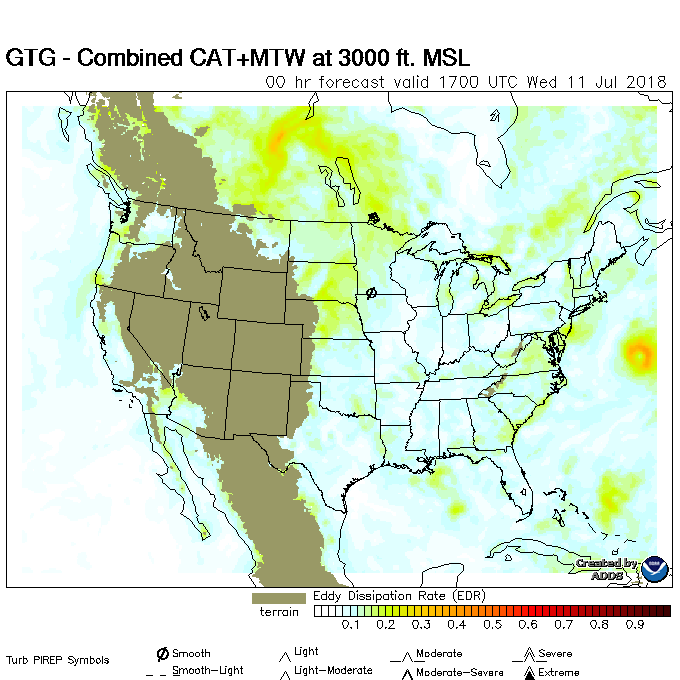 GTG - Combined CAT+MTW at 3000 ft. MSL
00 hr forecast valid 1700 UTC Wed 11 Jul 2018
Created by
ADDS
Eddy Dissipation Rate (EDR)
terrain
0.1 0.2 0.3 0.4 0.5 0.6 0.7 0.8 0.9
Turb PIREP Symbols
Smooth
Light
Moderate
Severe
Smooth-Light
Light-Moderate
Moderate-Severe
Extreme